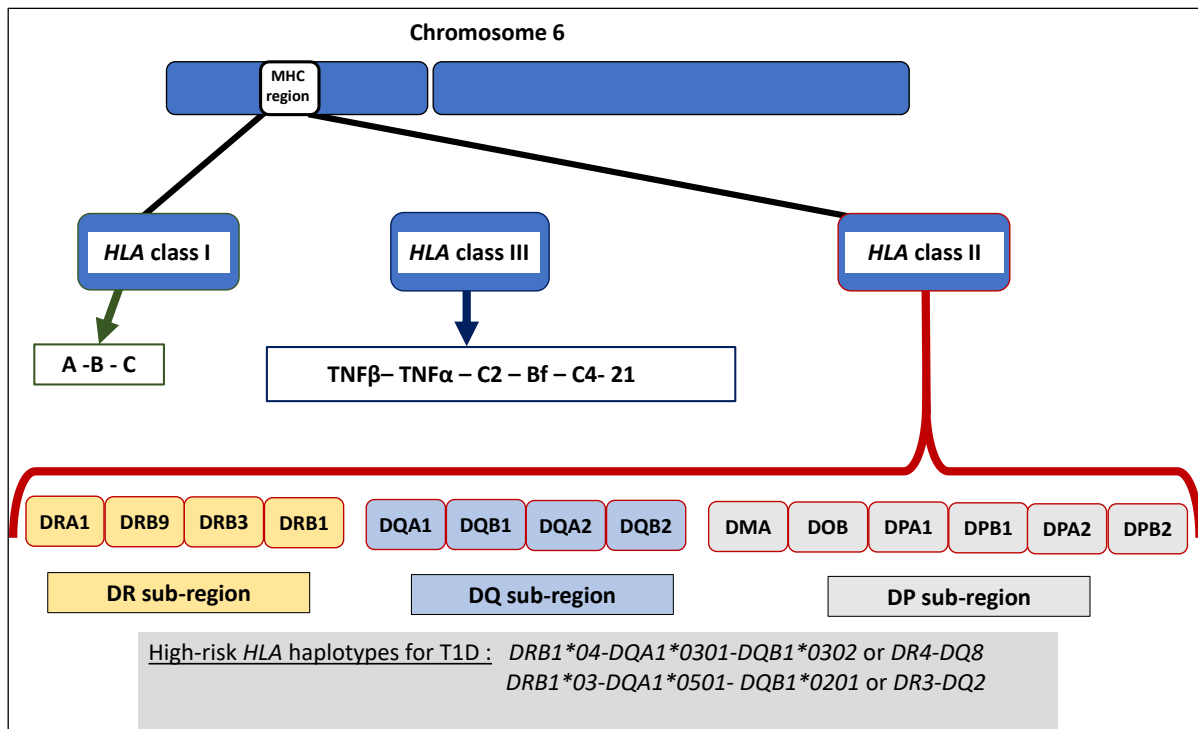 Chromosome 6
MHC
region
HLA class I
HLA class III
HLA class II
A -B - C
TNFβ– TNFα – C2 – Bf – C4- 21
DRA1 DRB9 DRB3 DRB1 DQA1 DQB1 DQA2 DQB2 DMA DOB DPA1 DPB1 DPA2 DPB2
DR sub-region DQ sub-region DP sub-region
High-risk HLA haplotypes for T1D : DRB1*04-DQA1*0301-DQB1*0302 or DR4-DQ8
DRB1*03-DQA1*0501- DQB1*0201 or DR3-DQ2